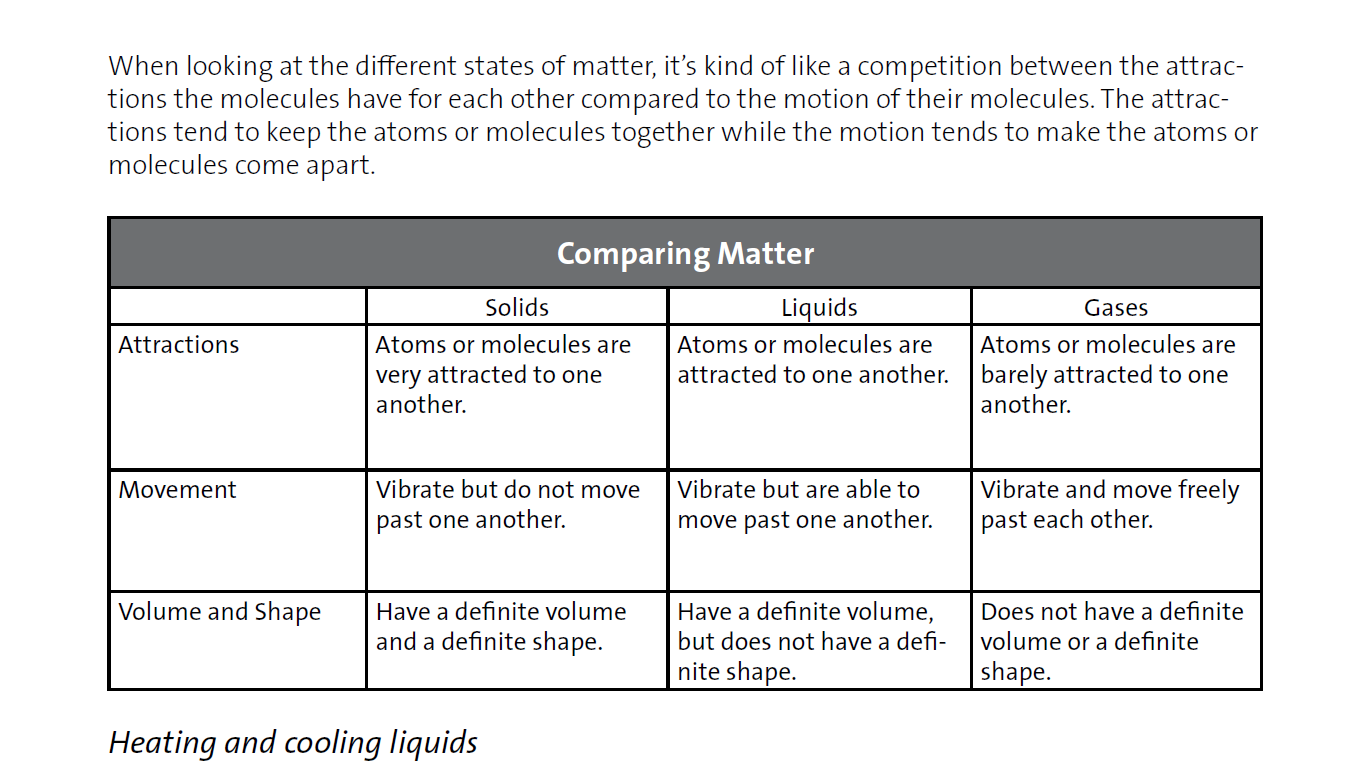 When looking at the different states of matter, it’s kind of like a competition between the attrac-
tions the molecules have for each other compared to the motion of their molecules. The attrac-
tions tend to keep the atoms or molecules together while the motion tends to make the atoms or
molecules come apart.
Comparing Matter
Solids
Liquids
Gases
Attractions
Atoms or molecules are
very attracted to one
another.
Atoms or molecules are
attracted to one another.
Atoms or molecules are
barely attracted to one
another.
Movement
Vibrate but do not move
past one another.
Vibrate but are able to
move past one another.
Vibrate and move freely
past each other.
Volume and Shape
Have a definite volume
and a definite shape.
Have a definite volume,
but does not have a defi-
nite shape.
Does not have a definite
volume or a definite
shape.
Heating and cooling liquids